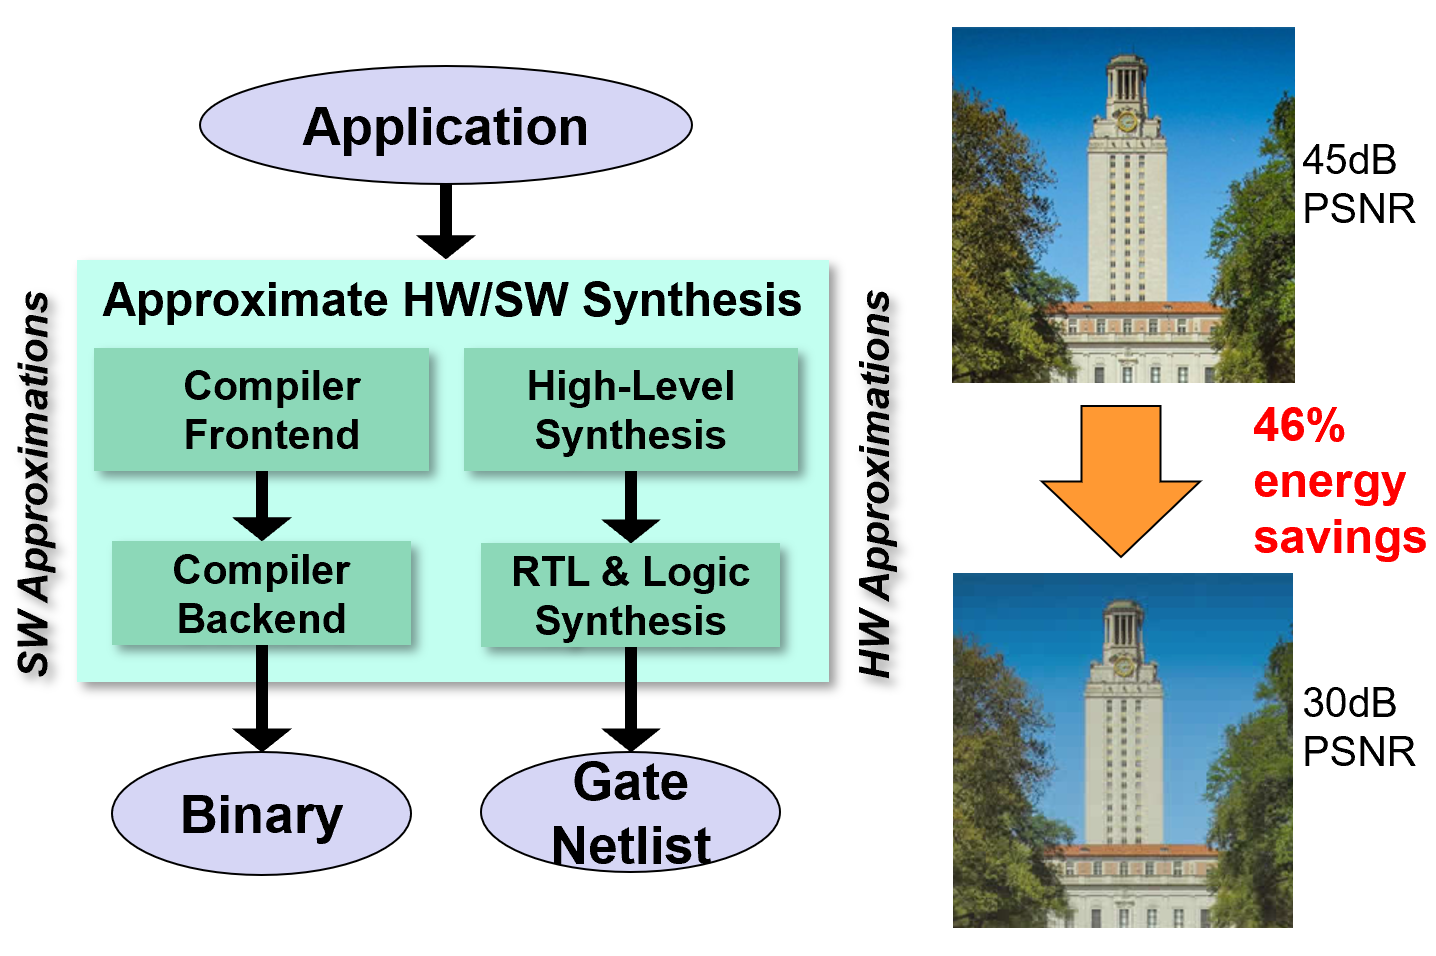 Application
Approximate HW/SW Synthesis
SW Approximations
Compiler
Frontend
High-Level
Synthesis
Compiler
Backend
RTL & Logic
Synthesis
HW Approximations
Binary
Gate
Netlist
45dB
PSNR
46%
energy
savings
30dB
PSNR